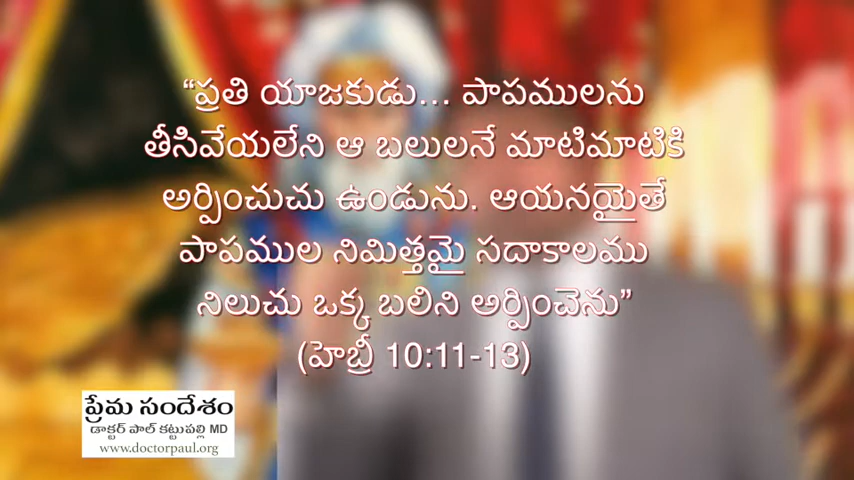 “ప్రతి యాజకుడు... పాపములను
తీసివేయలేని ఆ బలులనే మాటిమాటికి
అర్పించుచు ఉండును. ఆయనయైతే
పాపముల నిమిత్తమై సదాకాలము
నిలుచు ఒక్క బలిని అర్పించెను”
(హెబ్రీ 10:11-13)
ప్రేమ సందేశం
డాక్టర్ పాల్ కట్టుపల్లి MD
www.doctorpaul.org